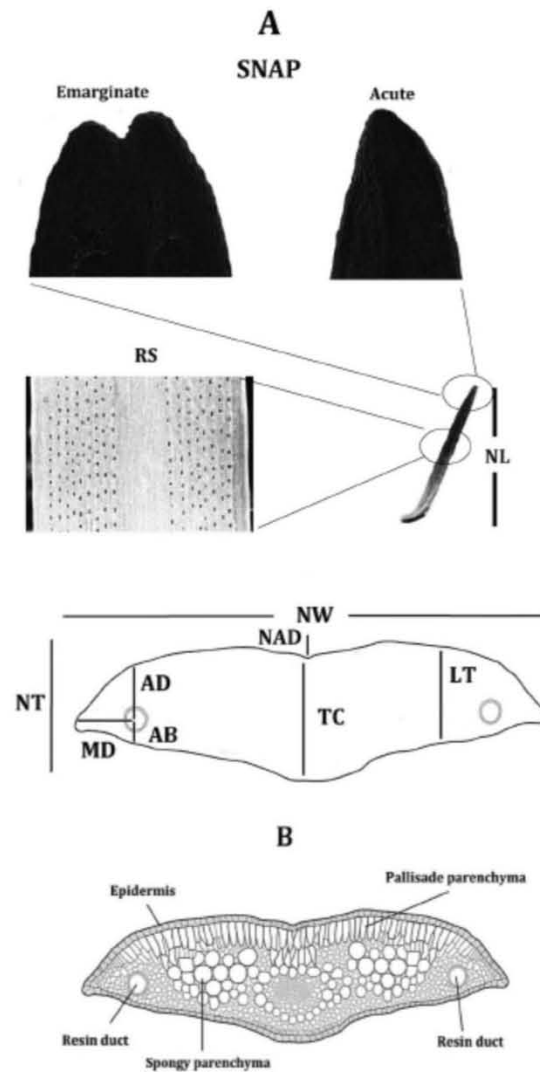 A
SNAP
Emarginate
Acute
RS
NL
NW
NAD
NT
AD
TC
LT
MD
AB
B
Pallisade parenchyma
Epidermis
Resin duct
Resin duct
Spongy parenchyma